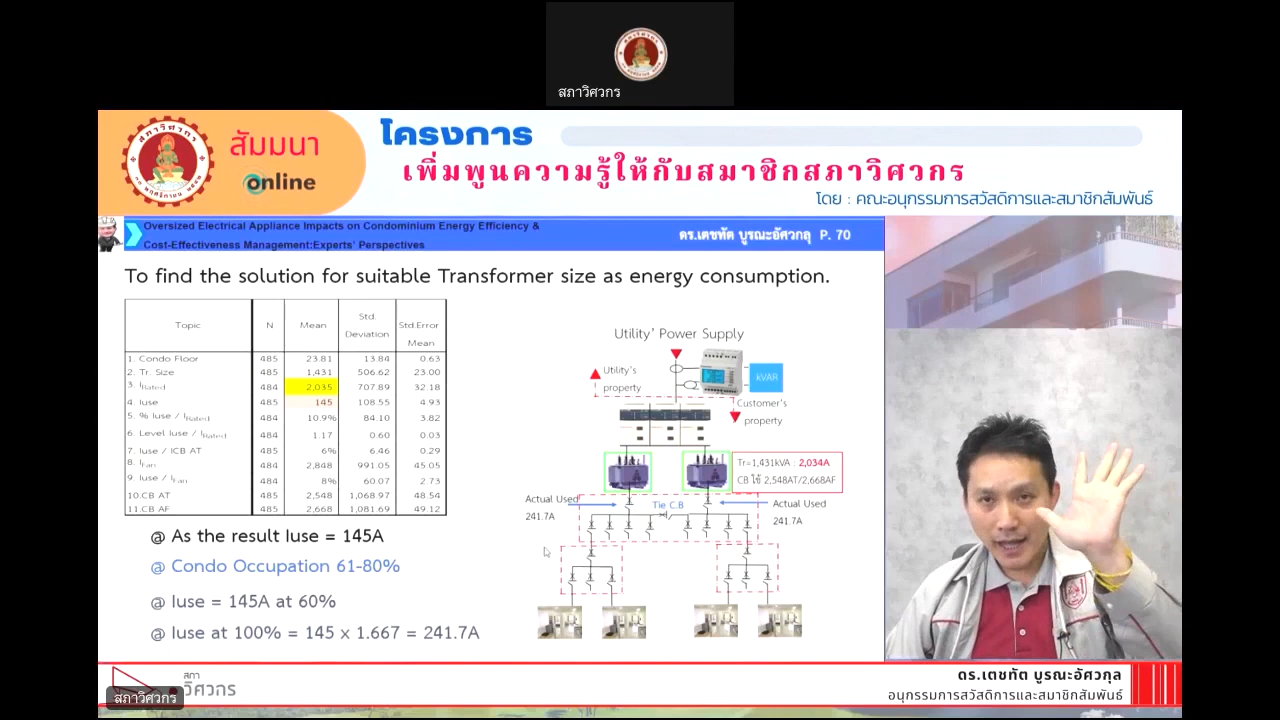 สภาวิศวกร
สัมมนา
online
โครงการ
เพิ่มพูนความรู้ให้กับสมาชิกสภาวิศวกร
โดย : คณะอนุกรรมการสวัสดิการและสมาชิกสัมพันธ์
Oversized Electrical Appliance Impacts on Condominium Energy Efficiency &
Cost-Effectiveness Management:Experts' Perspectives
ดร.เตชทัต บูรณะอัศวกลุ P. 70
To find the solution for suitable Transformer size as energy consumption.
Topic N Mean Std. Deviation Std.Error Mean
1. Condo Floor 485 23.81 13.84 0.63
2. Tr. Size 485 1,431 506.62 23.00
3. IRated 484 2,035 707.89 32.18
4. Iuse 485 145 108.55 4.93
5. % Iuse / IRated 484 10.9% 84.10 3.82
6. Level Iuse / IRated 484 1.17 0.60 0.03
7. Iuse / ICB AT 485 6% 6.46 0.29
8. IFan 484 2,848 991.05 45.05
9. Iuse / IFan 484 8% 60.07 2.73
10.CB AT 485 2,548 1,068.97 48.54
11.CB AF 485 2,668 1,081.69 49.12
@ As the result Iuse = 145A
@ Condo Occupation 61-80%
@ Iuse = 145A at 60%
@ Iuse at 100% = 145 x 1.667 = 241.7A
Utility' Power Supply
Utility's
property
kVAR
Customer's
property
Tr=1,431kVA : 2,034A
CB ใช้ 2,548AT/2,668AF
Actual Used
241.7A
Tie C.B
Actual Used
241.7A
สภา
วิศวกร
สภาวิศวกร
ดร.เตชทัต บูรณะอัศวกุล
อนุกรรมการสวัสดิการและสมาชิกสัมพันธ์